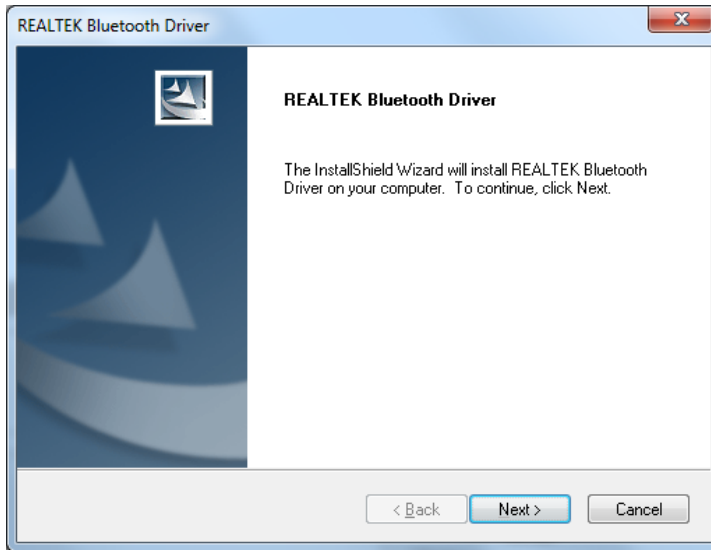 REALTEK Bluetooth Driver
REALTEK Bluetooth Driver
The InstallShield Wizard will install REALTEK Bluetooth
Driver on your computer.  To continue, click Next.
< Back
Next >
Cancel